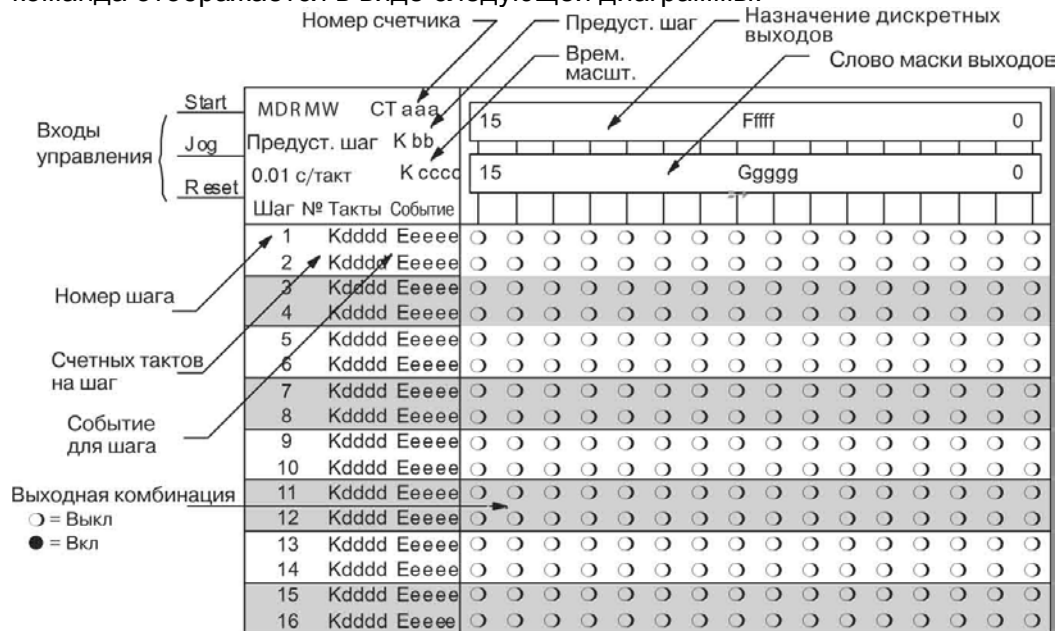 команда отображается в виде следующей диаграммы:
Номер счетчика
Предуст. шаг
Назначение дискретных
выходов
Врем.
масшт.
Слово маски выходов
Входы
управления
Start
Jog
Reset
MDRMW CT aaa
Предуст. шаг K bb
0.01 с/такт K cccc
Шаг № Такты Событие
15 Fffff 0
15 Ggggg 0
1 Kdddd Eeeee
2 Kdddd Eeeee
3 Kdddd Eeeee
4 Kdddd Eeeee
5 Kdddd Eeeee
6 Kdddd Eeeee
7 Kdddd Eeeee
8 Kdddd Eeeee
9 Kdddd Eeeee
10 Kdddd Eeeee
11 Kdddd Eeeee
12 Kdddd Eeeee
13 Kdddd Eeeee
14 Kdddd Eeeee
15 Kdddd Eeeee
16 Kdddd Eeeee
Номер шага
Счетных тактов
на шаг
Событие
для шага
Выходная комбинация
= Выкл
= Вкл